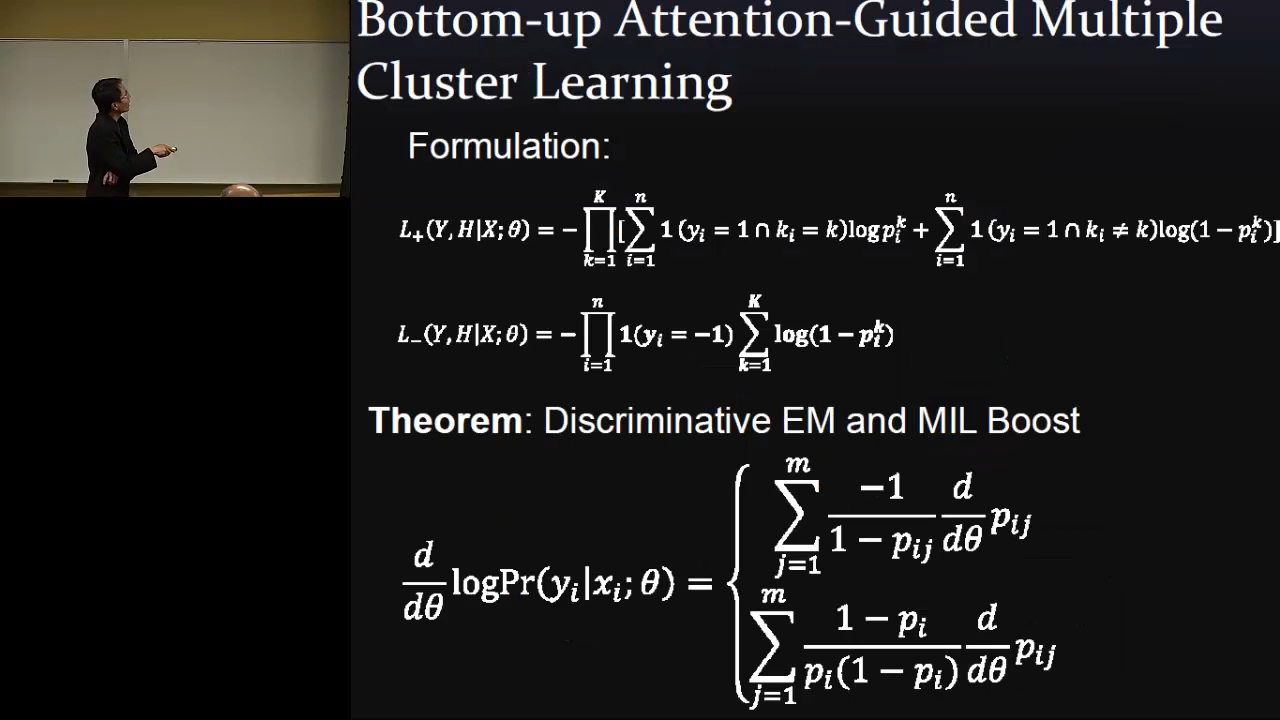 Bottom-up Attention-Guided Multiple
Cluster Learning
Formulation:
L₊(Y, H|X; θ) = − ∏_{k=1}^{K} [∑_{i=1}^{n} 1 (yᵢ = 1 ∩ kᵢ = k)log pᵢᵏ + ∑_{i=1}^{n} 1 (yᵢ = 1 ∩ kᵢ ≠ k)log(1 − pᵢᵏ)]
L₋(Y, H|X; θ) = − ∏_{i=1}^{n} 1(yᵢ = −1) ∑_{k=1}^{K} log(1 − pᵢᵏ)
Theorem: Discriminative EM and MIL Boost
d/dθ logPr(yᵢ|xᵢ; θ) = { ∑_{j=1}^{m} −1/(1 − pᵢⱼ) d/dθ pᵢⱼ
∑_{j=1}^{m} (1 − pᵢ)/(pᵢ(1 − pᵢ)) d/dθ pᵢⱼ